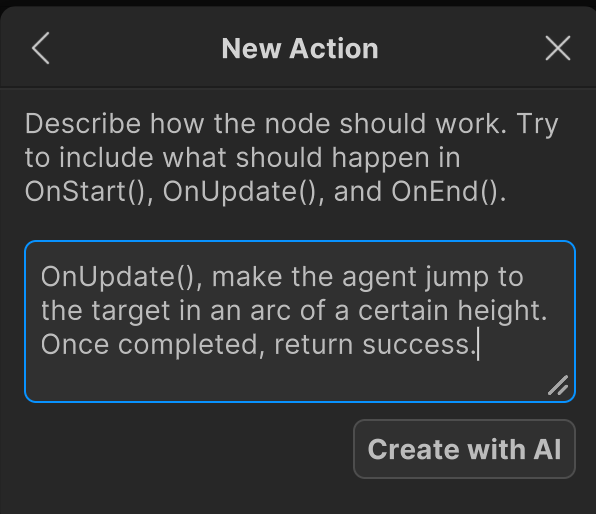 New Action
Describe how the node should work. Try
to include what should happen in
OnStart(), OnUpdate(), and OnEnd().
OnUpdate(), make the agent jump to
the target in an arc of a certain height.
Once completed, return success.
Create with AI